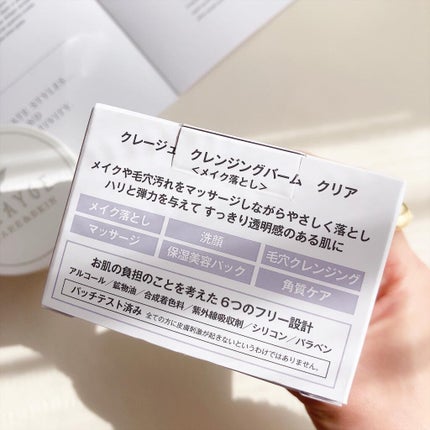 クレージュ クレンジングバーム クリア
<メイク落とし>
メイクや毛穴汚れをマッサージしながらやさしく落とし
ハリと弾力を与えて すっきり透明感のある肌に
メイク落とし 洗顔 毛穴クレンジング
マッサージ 保湿美容パック 角質ケア
お肌の負担のことを考えた6つのフリー設計
アルコール/鉱物油/合成着色料/紫外線吸収剤/シリコン/パラベン
パッチテスト済み 全ての方に皮膚刺激が起きないというわけではありません。